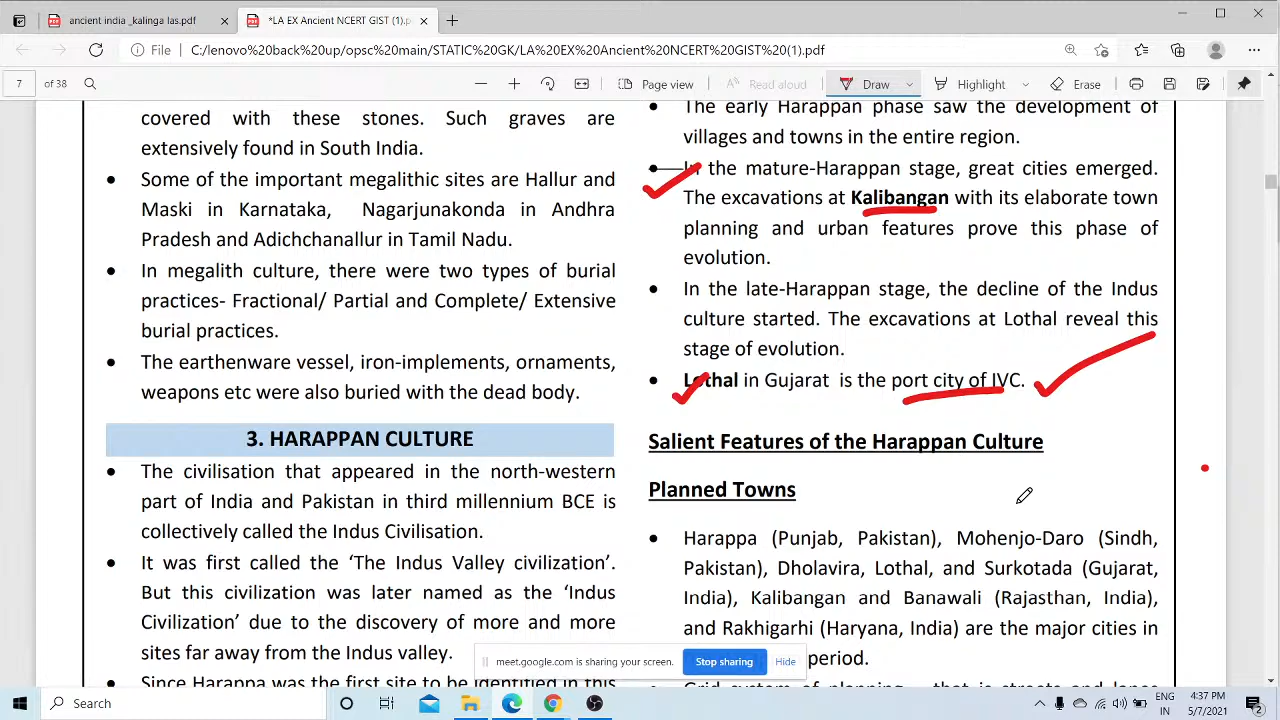 ancient india _kalinga las.pdf
*LA EX Ancient NCERT GIST (1).p
File
C:/lenovo%20back%20up/opsc%20main/STATIC%20GK/LA%20EX%20Ancient%20NCERT%20GIST%20(1).pdf
7 of 38
Page view
Read aloud
Draw
Highlight
Erase
covered with these stones. Such graves are
extensively found in South India.
• Some of the important megalithic sites are Hallur and
Maski in Karnataka, Nagarjunakonda in Andhra
Pradesh and Adichchanallur in Tamil Nadu.
• In megalith culture, there were two types of burial
practices- Fractional/ Partial and Complete/ Extensive
burial practices.
• The earthenware vessel, iron-implements, ornaments,
weapons etc were also buried with the dead body.
3. HARAPPAN CULTURE
• The civilisation that appeared in the north-western
part of India and Pakistan in third millennium BCE is
collectively called the Indus Civilisation.
• It was first called the ‘The Indus Valley civilization’.
But this civilization was later named as the ‘Indus
Civilization’ due to the discovery of more and more
sites far away from the Indus valley.
Since Harappa was the first site to be identified in this
• The early Harappan phase saw the development of
villages and towns in the entire region.
• In the mature-Harappan stage, great cities emerged.
The excavations at Kalibangan with its elaborate town
planning and urban features prove this phase of
evolution.
• In the late-Harappan stage, the decline of the Indus
culture started. The excavations at Lothal reveal this
stage of evolution.
• Lothal in Gujarat is the port city of IVC.
Salient Features of the Harappan Culture
Planned Towns
• Harappa (Punjab, Pakistan), Mohenjo-Daro (Sindh,
Pakistan), Dholavira, Lothal, and Surkotada (Gujarat,
India), Kalibangan and Banawali (Rajasthan, India),
and Rakhigarhi (Haryana, India) are the major cities in
period.
Grid system of planning that is streets and lanes
meet.google.com is sharing your screen.
Stop sharing
Hide
Search
ENG
IN
4:37 PM
5/7/2021
2